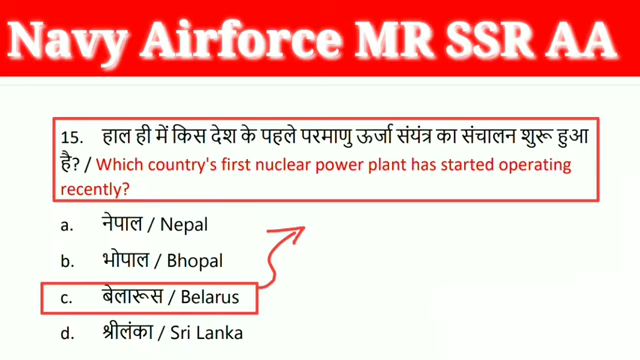 Navy Airforce MR SSR AA
15. हाल ही में किस देश के पहले परमाणु ऊर्जा संयंत्र का संचालन शुरू हुआ
है? / Which country's first nuclear power plant has started operating
recently?
a. नेपाल / Nepal
b. भोपाल / Bhopal
c. बेलारूस / Belarus
d. श्रीलंका / Sri Lanka